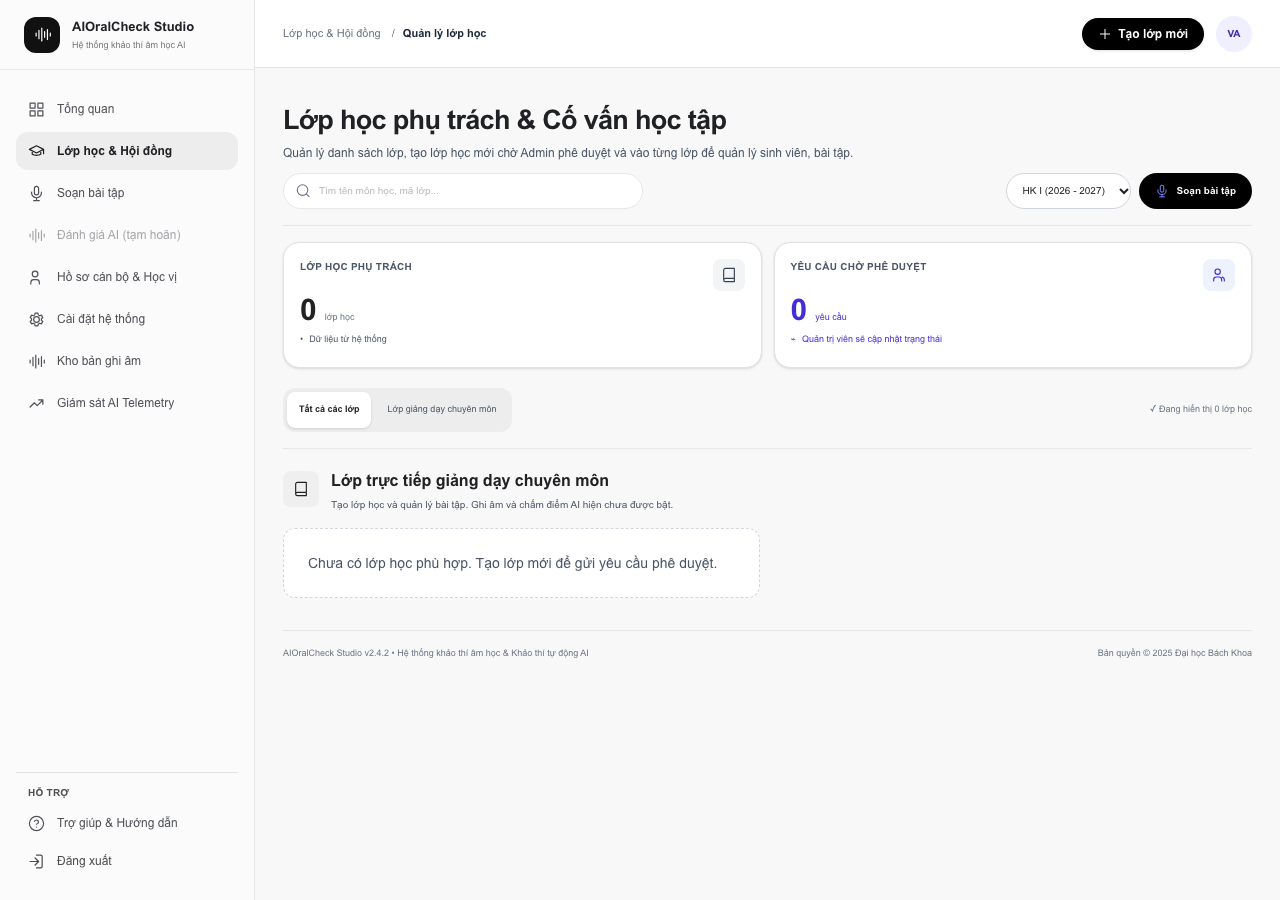 AIOralCheck Studio
Hệ thống khảo thí âm học AI
Tổng quan
Lớp học & Hội đồng
Soạn bài tập
Đánh giá AI (tạm hoãn)
Hồ sơ cán bộ & Học vị
Cài đặt hệ thống
Kho bản ghi âm
Giám sát AI Telemetry
HỖ TRỢ
Trợ giúp & Hướng dẫn
Đăng xuất
Lớp học & Hội đồng / Quản lý lớp học
Tạo lớp mới
VA
Lớp học phụ trách & Cố vấn học tập
Quản lý danh sách lớp, tạo lớp học mới chờ Admin phê duyệt và vào từng lớp để quản lý sinh viên, bài tập.
Tìm tên môn học, mã lớp...
HK I (2026 - 2027)
Soạn bài tập
LỚP HỌC PHỤ TRÁCH
0 lớp học
• Dữ liệu từ hệ thống
YÊU CẦU CHỜ PHÊ DUYỆT
0 yêu cầu
Quản trị viên sẽ cập nhật trạng thái
Tất cả các lớp
Lớp giảng dạy chuyên môn
✓ Đang hiển thị 0 lớp học
Lớp trực tiếp giảng dạy chuyên môn
Tạo lớp học và quản lý bài tập. Ghi âm và chấm điểm AI hiện chưa được bật.
Chưa có lớp học phù hợp. Tạo lớp mới để gửi yêu cầu phê duyệt.
AIOralCheck Studio v2.4.2 • Hệ thống khảo thí âm học & Khảo thí tự động AI
Bản quyền © 2025 Đại học Bách Khoa